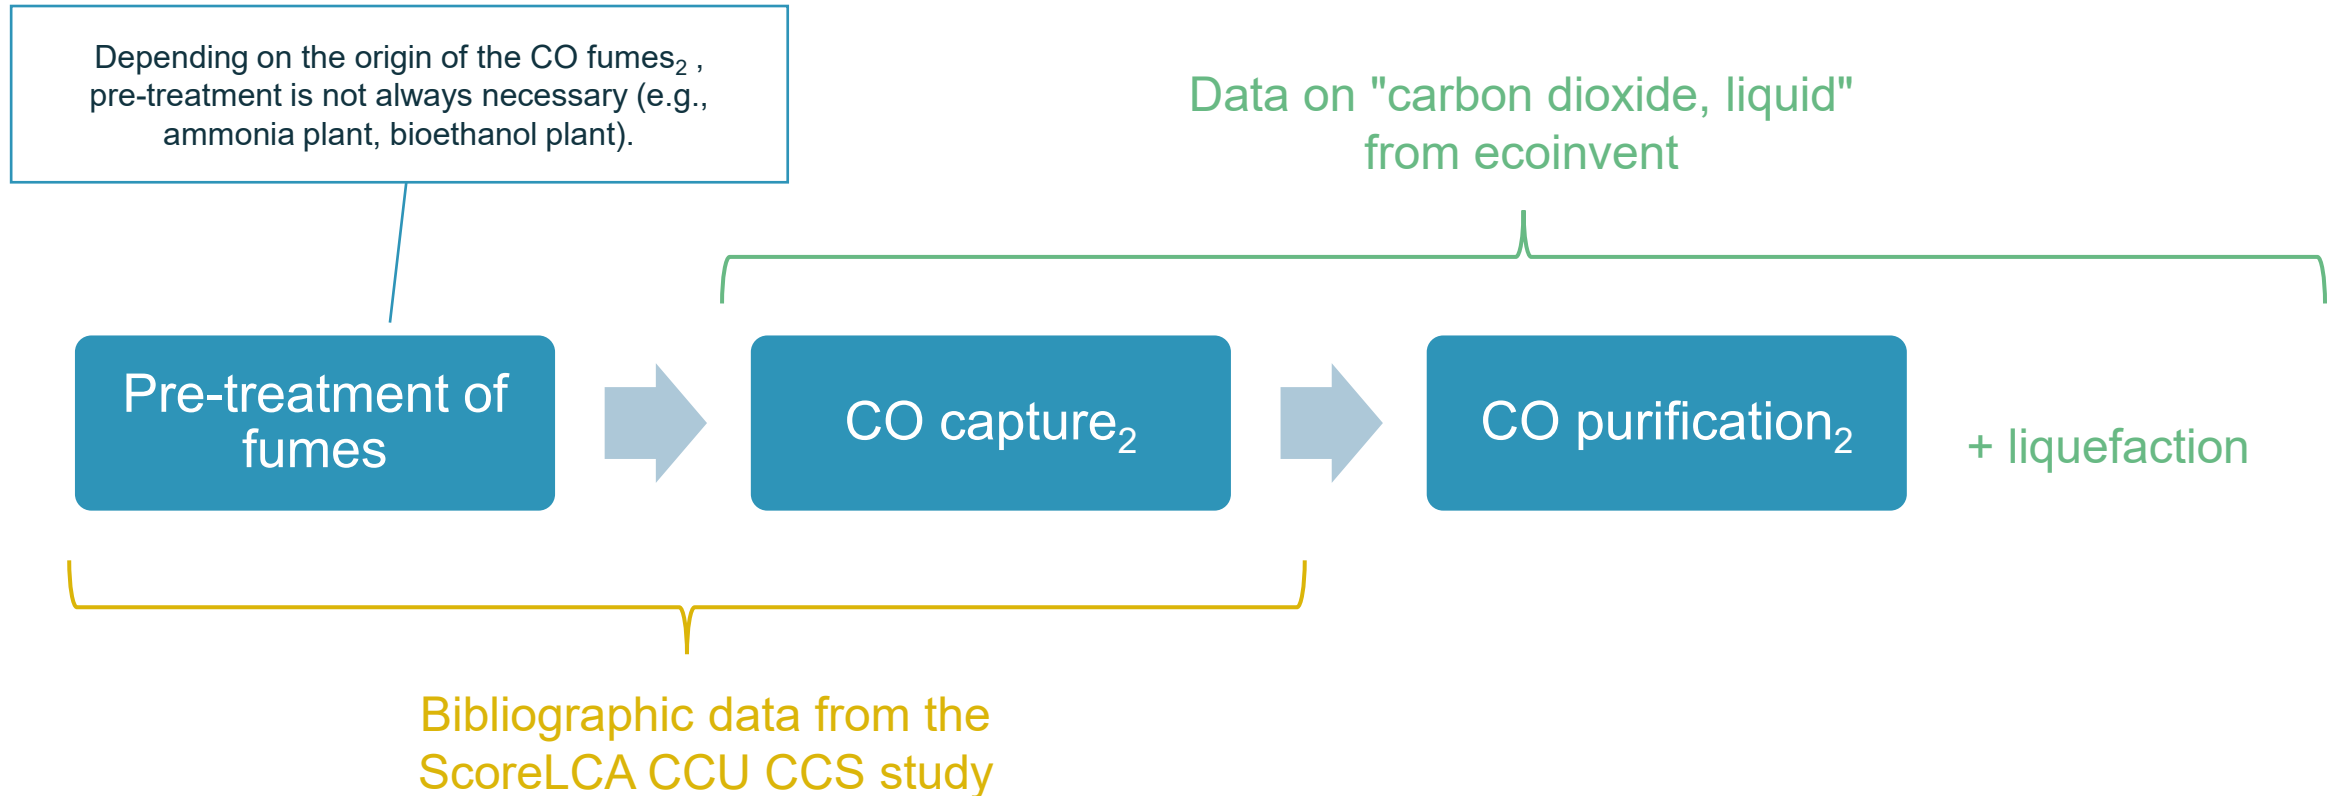 Depending on the origin of the CO fumes₂ ,
pre-treatment is not always necessary (e.g.,
ammonia plant, bioethanol plant).
Data on "carbon dioxide, liquid"
from ecoinvent
Pre-treatment of
fumes
CO capture₂
CO purification₂
+ liquefaction
Bibliographic data from the
ScoreLCA CCU CCS study